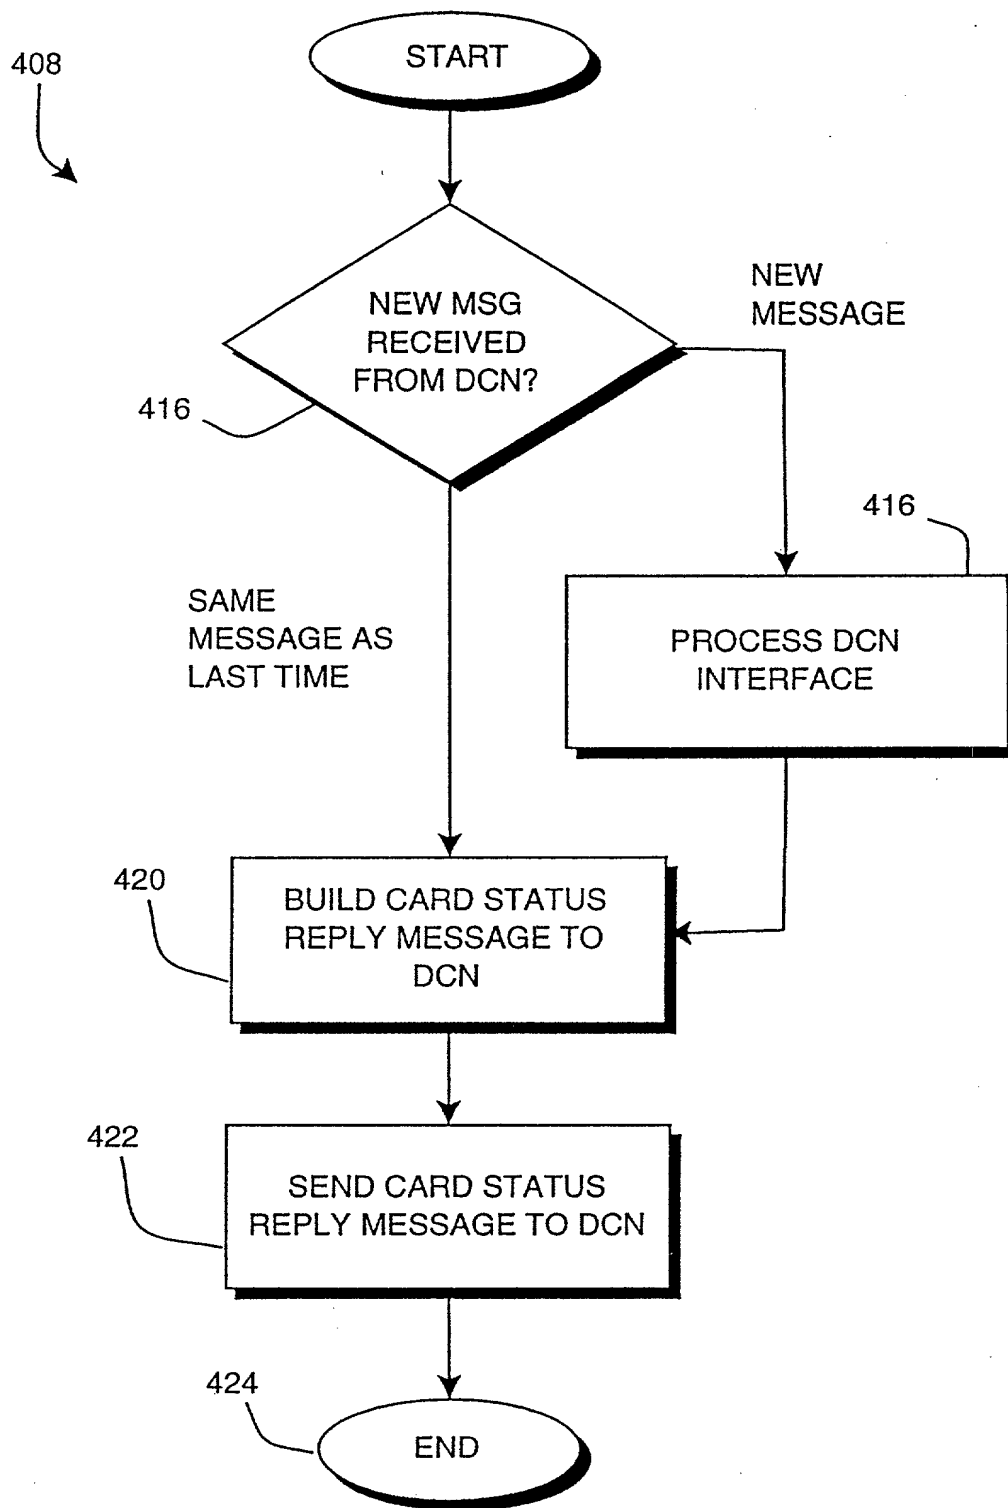 START
408
NEW MSG
RECEIVED
FROM DCN?
NEW
MESSAGE
416
416
SAME
MESSAGE AS
LAST TIME
PROCESS DCN
INTERFACE
420
BUILD CARD STATUS
REPLY MESSAGE TO
DCN
422
SEND CARD STATUS
REPLY MESSAGE TO DCN
424
END